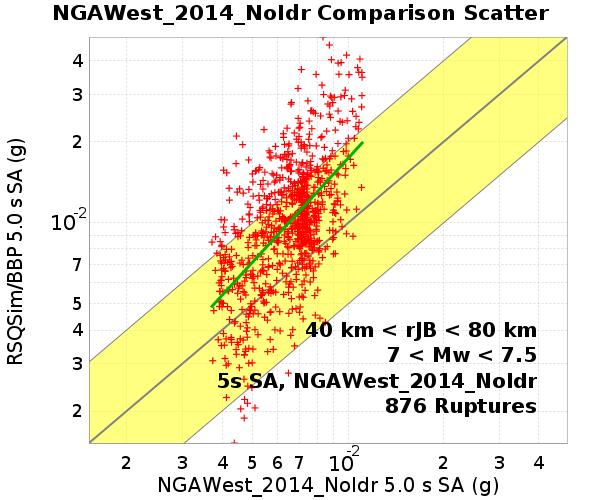 NGAWest_2014_NoIdr Comparison Scatter
RSQSim/BBP 5.0 s SA (g)
4
3
2
10⁻²
7
5
4
3
2
40 km < rJB < 80 km
7 < Mw < 7.5
5s SA, NGAWest_2014_NoIdr
876 Ruptures
2 3 4 5 6 7 10⁻² 2 3 4
NGAWest_2014_NoIdr 5.0 s SA (g)